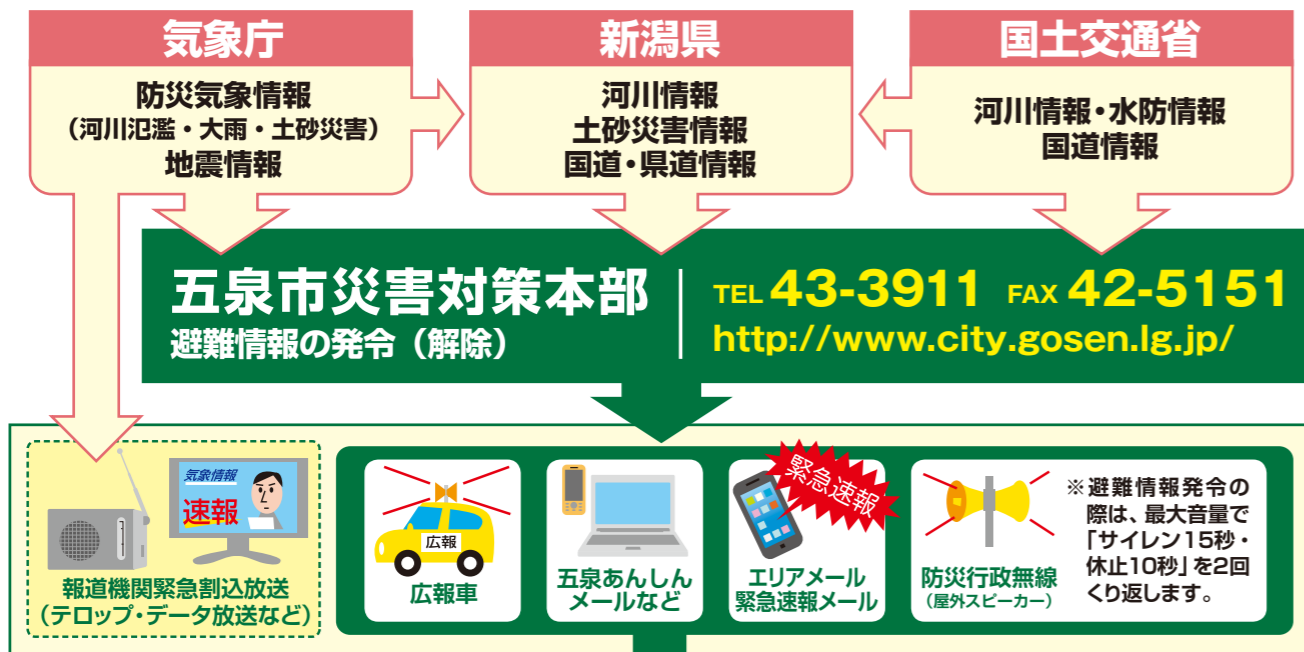 気象庁
防災気象情報
（河川氾濫・大雨・土砂災害）
地震情報
新潟県
河川情報
土砂災害情報
国道・県道情報
国土交通省
河川情報・水防情報
国道情報
五泉市災害対策本部
避難情報の発令（解除）
TEL 43-3911 FAX 42-5151
http://www.city.gosen.lg.jp/
気象情報
速報
報道機関緊急割込放送
（テロップ・データ放送など）
広報
広報車
五泉あんしん
メールなど
緊急速報
エリアメール
緊急速報メール
防災行政無線
（屋外スピーカー）
※避難情報発令の
際は、最大音量で
「サイレン15秒・
休止10秒」を2回
くり返します。